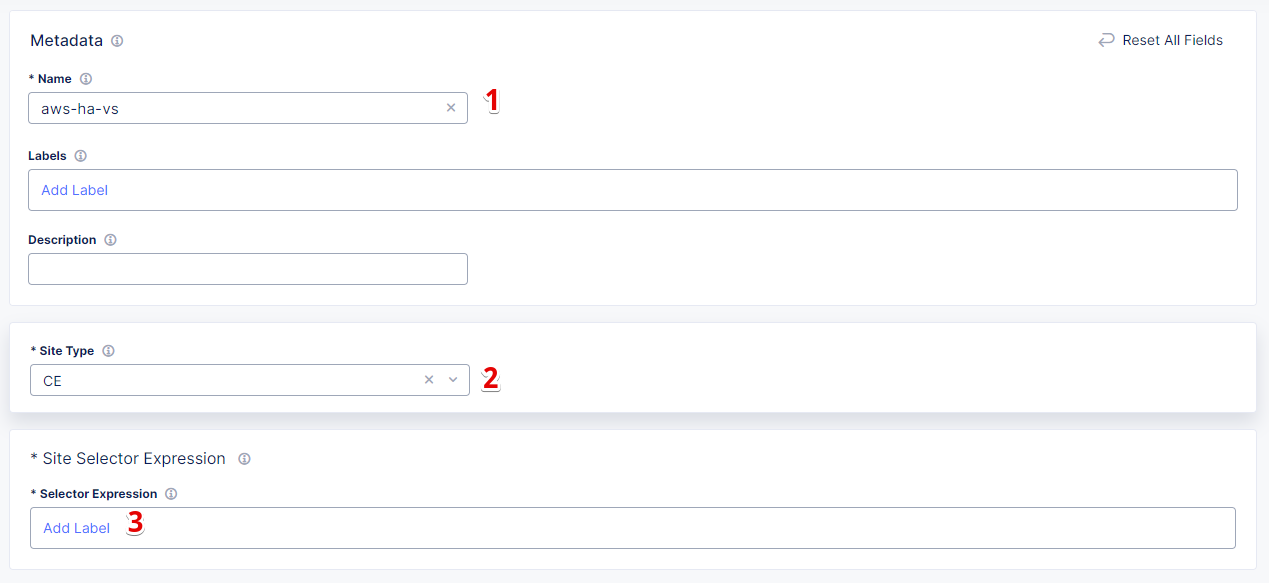 Metadata
Reset All Fields
* Name
aws-ha-vs
1
Labels
Add Label
Description
* Site Type
CE
2
* Site Selector Expression
* Selector Expression
Add Label
3